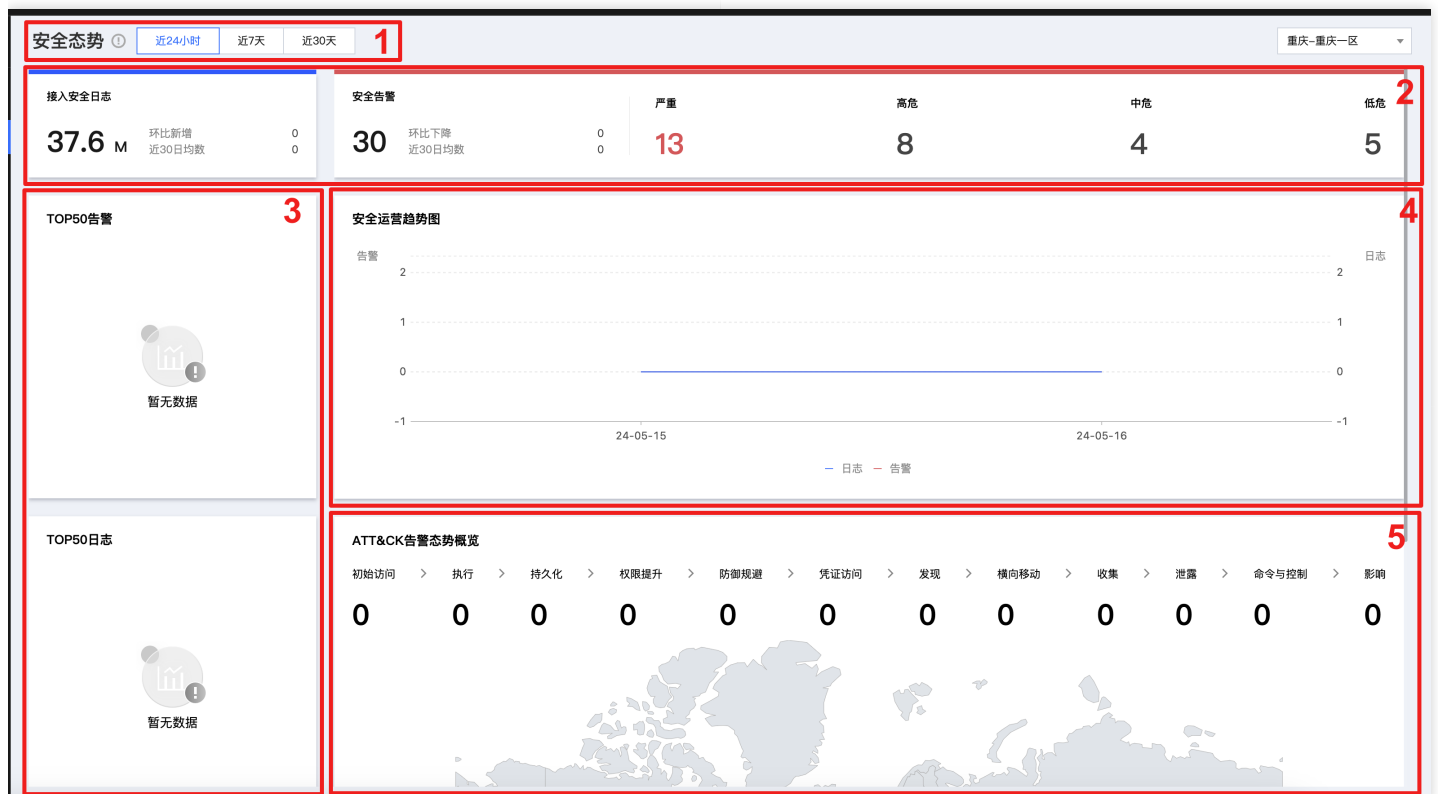 安全态势 近24小时 近7天 近30天 1 重庆-重庆一区
2
接入安全日志
37.6 M 环比新增 0
近30日均数 0
安全告警
30 环比下降 0
近30日均数 0
严重 高危 中危 低危
13 8 4 5
3
TOP50告警
暂无数据
TOP50日志
暂无数据
4
安全运营趋势图
告警 日志
2 2
1 1
0 0
-1 -1
24-05-15 24-05-16
日志 告警
5
ATT&CK告警态势概览
初始访问 执行 持久化 权限提升 防御规避 凭证访问 发现 横向移动 收集 泄露 命令与控制 影响
0 0 0 0 0 0 0 0 0 0 0 0